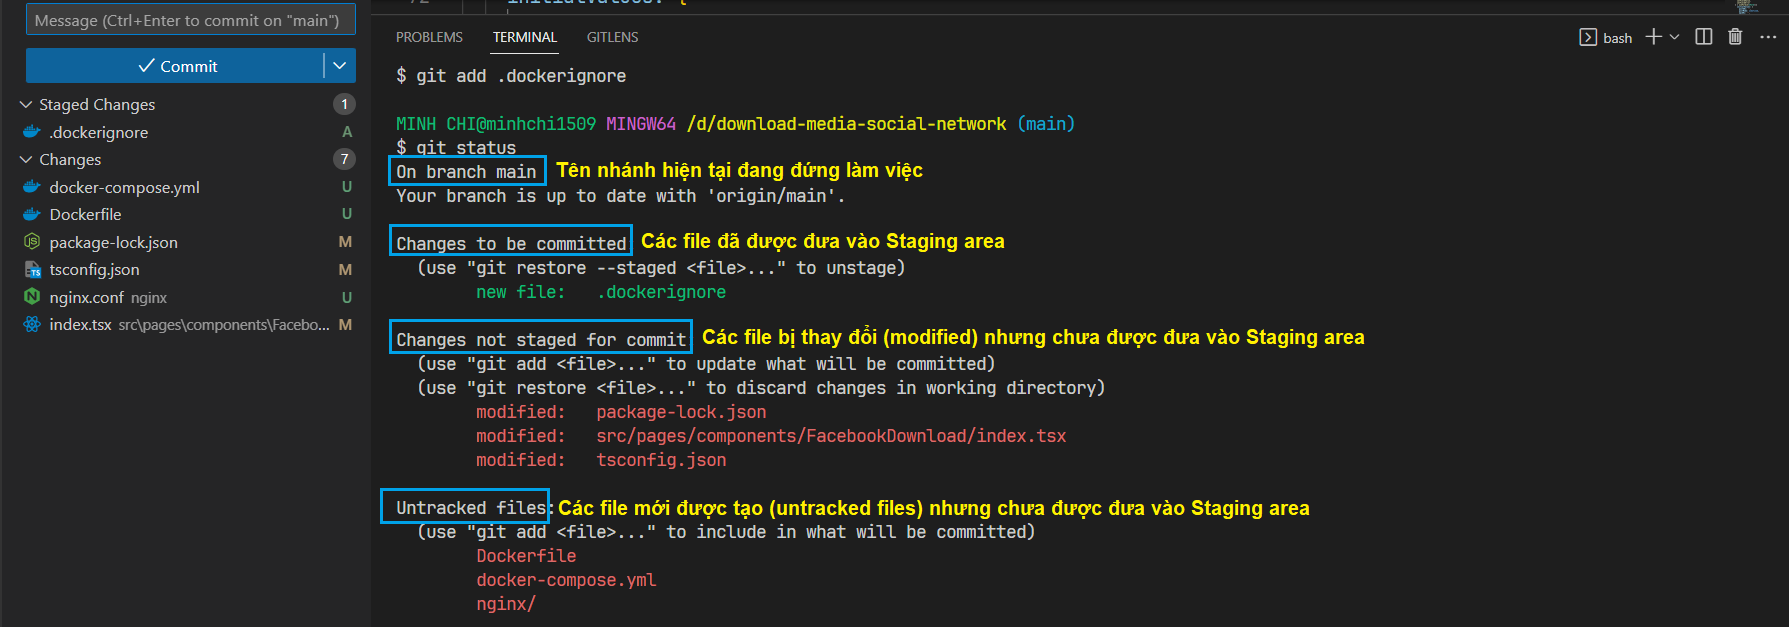 Message (Ctrl+Enter to commit on "main")
Commit
Staged Changes 1
.dockerignore A
Changes 7
docker-compose.yml U
Dockerfile U
package-lock.json M
tsconfig.json M
nginx.conf nginx U
index.tsx src\pages\components\Facebo... M
72 initialValues: {
PROBLEMS TERMINAL GITLENS
bash
$ git add .dockerignore
MINH CHI@minhchi1509 MINGW64 /d/download-media-social-network (main)
$ git status
On branch main Tên nhánh hiện tại đang đứng làm việc
Your branch is up to date with 'origin/main'.
Changes to be committed Các file đã được đưa vào Staging area
(use "git restore --staged <file>..." to unstage)
new file: .dockerignore
Changes not staged for commit Các file bị thay đổi (modified) nhưng chưa được đưa vào Staging area
(use "git add <file>..." to update what will be committed)
(use "git restore <file>..." to discard changes in working directory)
modified: package-lock.json
modified: src/pages/components/FacebookDownload/index.tsx
modified: tsconfig.json
Untracked files: Các file mới được tạo (untracked files) nhưng chưa được đưa vào Staging area
(use "git add <file>..." to include in what will be committed)
Dockerfile
docker-compose.yml
nginx/